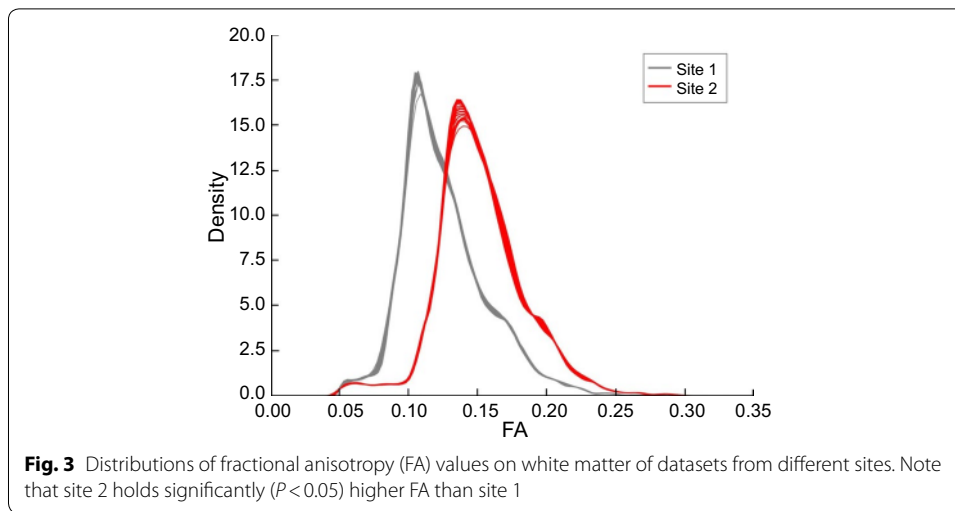 20.0
17.5
15.0
12.5
10.0
7.5
5.0
2.5
0.0
Density
0.00 0.05 0.10 0.15 0.20 0.25 0.30 0.35
FA
Site 1
Site 2
Fig. 3 Distributions of fractional anisotropy (FA) values on white matter of datasets from different sites. Note
that site 2 holds significantly (P < 0.05) higher FA than site 1